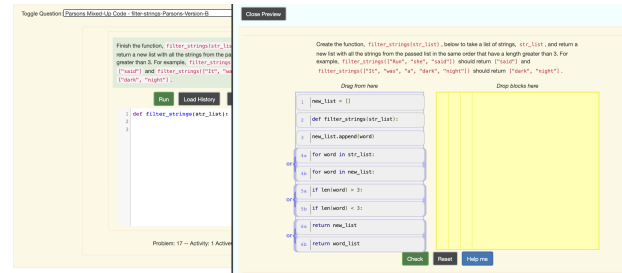 Toggle Question: Parsons Mixed-Up Code - filter-strings-Parsons-Version-B
Finish the function, filter_strings(str_lis
return a new list with all the strings from the pa
greater than 3. For example, filter_strings
["said"] and filter_strings(["It", "wa
["dark", "night"].
Run
Load History
1 def filter_strings(str_list):
2
3
Problem: 17 -- Activity: 1 Active
Close Preview
Create the function, filter_strings(str_list), below to take a list of strings, str_list, and return a
new list with all the strings from the passed list in the same order that have a length greater than 3. For
example, filter_strings(["Run", "she", "said"]) should return ["said"] and
filter_strings(["It", "was", "a", "dark", "night"]) should return ["dark", "night"].
Drag from here
Drop blocks here
1 new_list = []
2 def filter_strings(str_list):
3 new_list.append(word)
or
4a for word in str_list:
4b for word in new_list:
or
5a if len(word) > 3:
5b if len(word) < 3:
or
6a return new_list
6b return word_list
Check
Reset
Help me